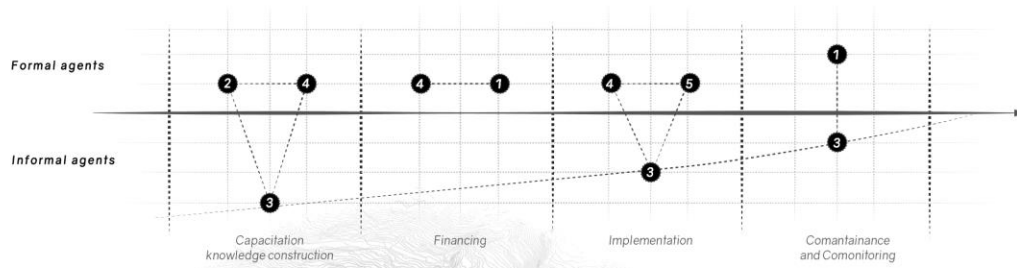 Formal agents
1
2
4
4
1
4
5
Informal agents
3
3
3
Capacitation
knowledge construction
Financing
Implementation
Comantainance
and Comonitoring